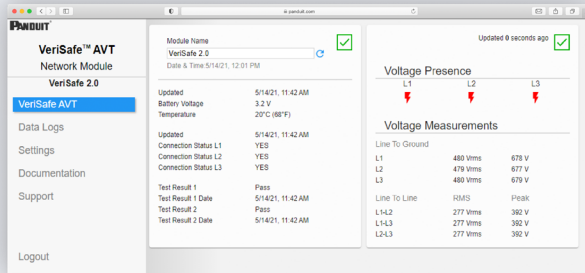 panduit.com
PANDUIT
VeriSafe™ AVT
Network Module
VeriSafe 2.0
VeriSafe AVT
Data Logs
Settings
Documentation
Support
Logout
Module Name
VeriSafe 2.0
Date & Time:5/14/21, 12:01 PM
Updated 5/14/21, 11:42 AM
Battery Voltage 3.2 V
Temperature 20°C (68°F)
Updated 5/14/21, 11:42 AM
Connection Status L1 YES
Connection Status L2 YES
Connection Status L3 YES
Test Result 1 Pass
Test Result 1 Date 5/14/21, 11:42 AM
Test Result 2 Pass
Test Result 2 Date 5/14/21, 11:42 AM
Updated 0 seconds ago
Voltage Presence
L1 L2 L3
Voltage Measurements
Line To Ground
L1 480 Vrms 678 V
L2 479 Vrms 677 V
L3 480 Vrms 679 V
Line To Line RMS Peak
L1-L2 277 Vrms 392 V
L1-L3 277 Vrms 392 V
L2-L3 277 Vrms 392 V